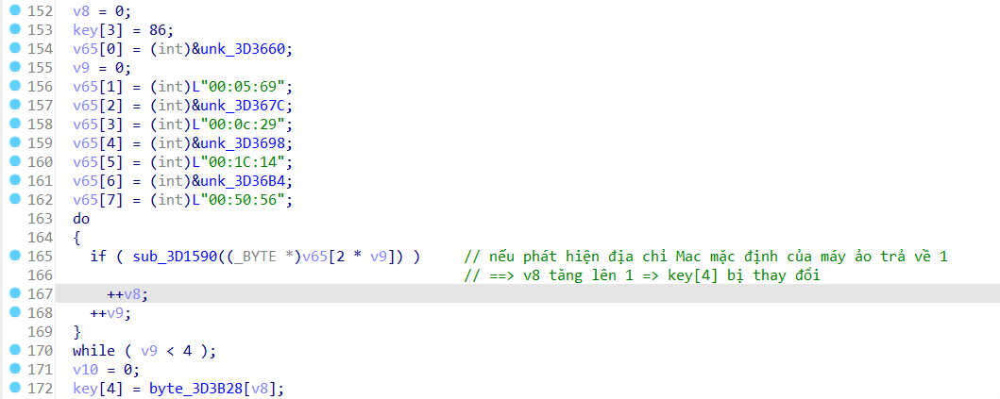 152 v8 = 0;
153 key[3] = 86;
154 v65[0] = (int)&unk_3D3660;
155 v9 = 0;
156 v65[1] = (int)L"00:05:69";
157 v65[2] = (int)&unk_3D367C;
158 v65[3] = (int)L"00:0c:29";
159 v65[4] = (int)&unk_3D3698;
160 v65[5] = (int)L"00:1C:14";
161 v65[6] = (int)&unk_3D36B4;
162 v65[7] = (int)L"00:50:56";
163 do
164 {
165 if ( sub_3D1590((_BYTE *)v65[2 * v9]) ) // nếu phát hiện địa chỉ Mac mặc định của máy ảo trả về 1
166 // ==> v8 tăng lên 1 => key[4] bị thay đổi
167 ++v8;
168 ++v9;
169 }
170 while ( v9 < 4 );
171 v10 = 0;
172 key[4] = byte_3D3B28[v8];